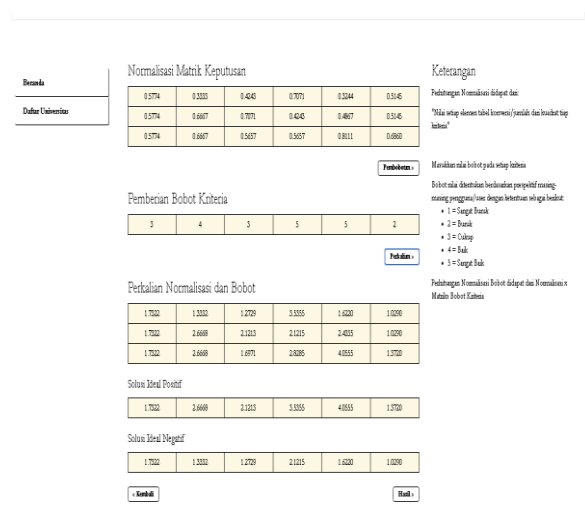 Beranda
Daftar Universitas
Normalisasi Matrik Keputusan
0.5774 0.3333 0.4243 0.7071 0.3244 0.5145
0.5774 0.6667 0.7071 0.4243 0.4867 0.5145
0.5774 0.6667 0.5657 0.5657 0.8111 0.6860
Pembobotan »
Pemberian Bobot Kriteria
3 4 3 5 5 2
Perkalian »
Perkalian Normalisasi dan Bobot
1.7322 1.3332 1.2729 3.5355 1.6220 1.0290
1.7322 2.6668 2.1213 2.1215 2.4335 1.0290
1.7322 2.6668 1.6971 2.8285 4.0555 1.3720
Solusi Ideal Positif
1.7322 2.6668 2.1213 3.5355 4.0555 1.3720
Solusi Ideal Negatif
1.7322 1.3332 1.2729 2.1215 1.6220 1.0290
« Kembali
Hasil »
Keterangan
Perhitungan Normalisasi didapat dari:
"Nilai setiap elemen tabel konversi/jumlah dari kuadrat tiap
kriteria"
Masukkan nilai bobot pada setiap kriteria
Bobot nilai ditentukan berdasarkan perspektif masing-
masing pengguna/user dengan ketentuan sebagai berikut:
• 1 = Sangat Buruk
• 2 = Buruk
• 3 = Cukup
• 4 = Baik
• 5 = Sangat Baik
Perhitungan Normalisasi Bobot didapat dari Normalisasi x
Matriks Bobot Kriteria